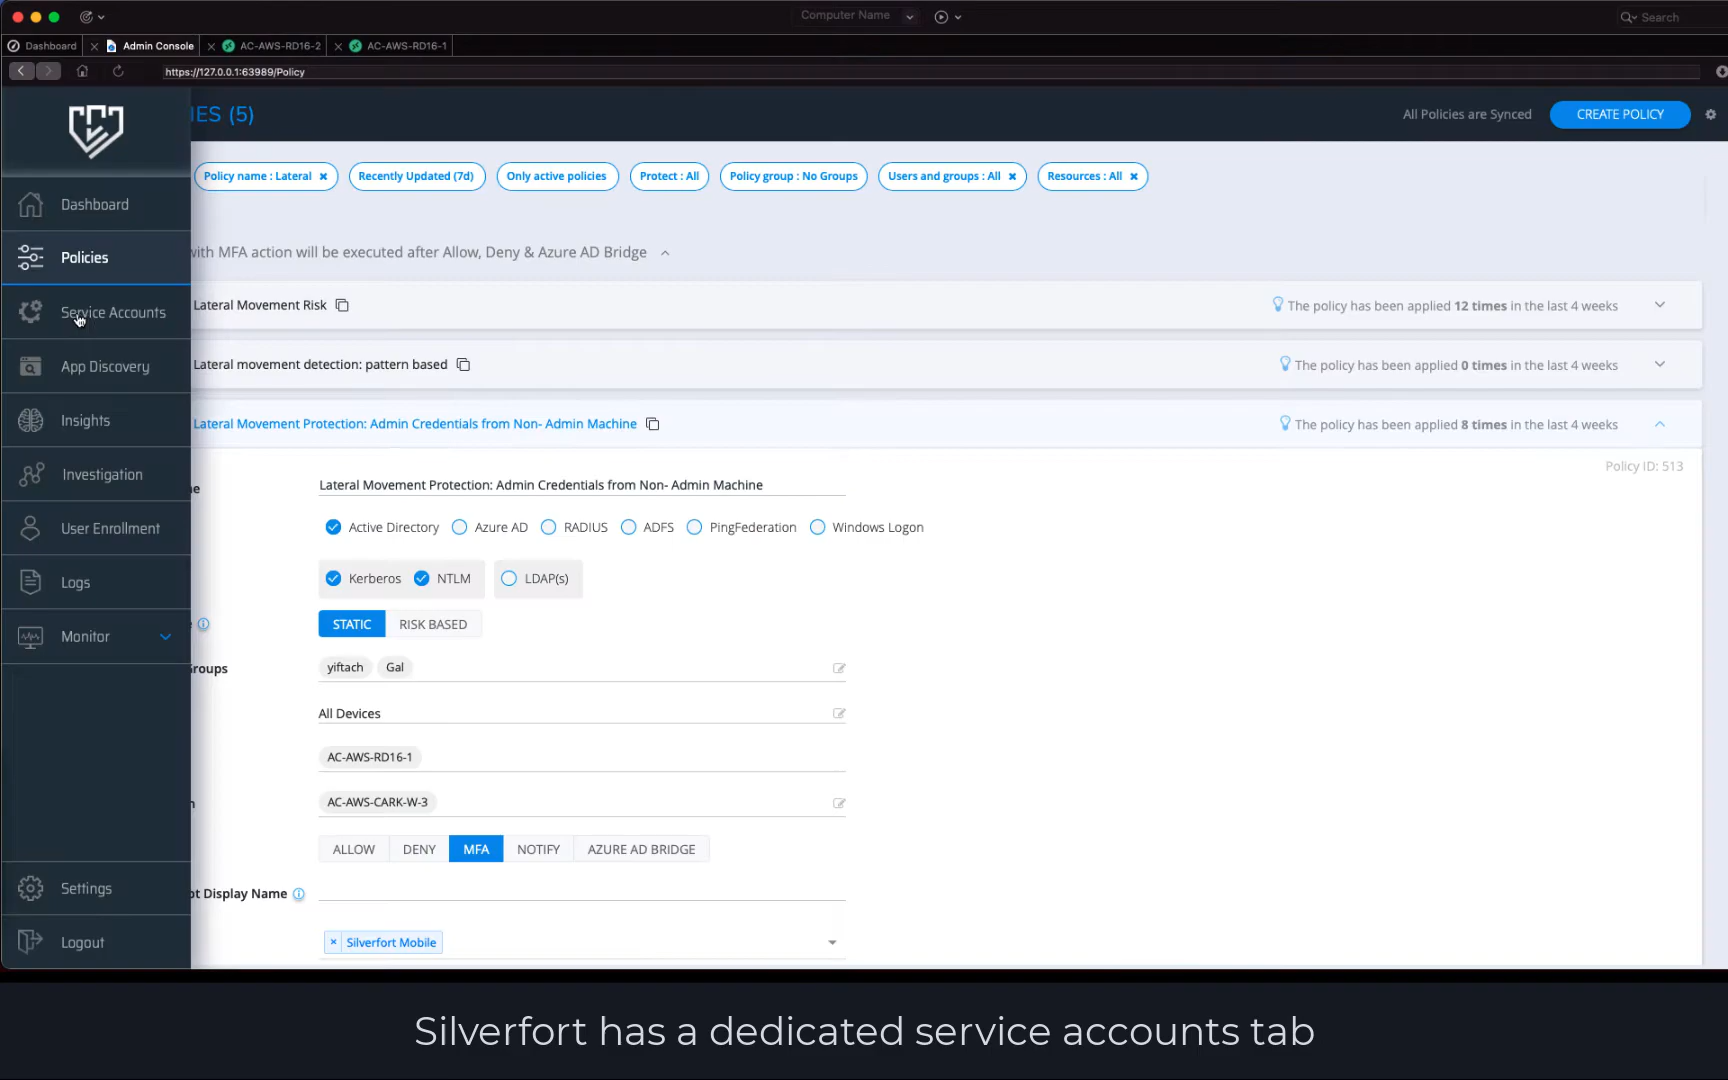 Computer Name
Search
Dashboard
Admin Console
AC-AWS-RD16-2
AC-AWS-RD16-1
https://127.0.0.1:63989/Policy
IES (5)
All Policies are Synced
CREATE POLICY
Policy name : Lateral
Recently Updated (7d)
Only active policies
Protect : All
Policy group : No Groups
Users and groups : All
Resources : All
Dashboard
Policies
Service Accounts
App Discovery
Insights
Investigation
User Enrollment
Logs
Monitor
Settings
Logout
with MFA action will be executed after Allow, Deny & Azure AD Bridge
Lateral Movement Risk
The policy has been applied 12 times in the last 4 weeks
Lateral movement detection: pattern based
The policy has been applied 0 times in the last 4 weeks
Lateral Movement Protection: Admin Credentials from Non- Admin Machine
The policy has been applied 8 times in the last 4 weeks
Policy ID: 513
ne
Lateral Movement Protection: Admin Credentials from Non- Admin Machine
Active Directory
Azure AD
RADIUS
ADFS
PingFederation
Windows Logon
Kerberos
NTLM
LDAP(s)
STATIC
RISK BASED
Groups
yiftach
Gal
All Devices
AC-AWS-RD16-1
n
AC-AWS-CARK-W-3
ALLOW
DENY
MFA
NOTIFY
AZURE AD BRIDGE
ot Display Name
Silverfort Mobile
Silverfort has a dedicated service accounts tab